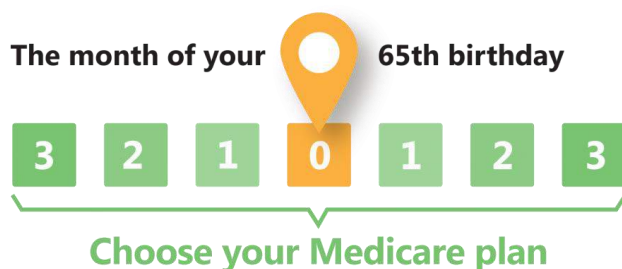 The month of your 65th birthday
3 2 1 0 1 2 3
Choose your Medicare plan